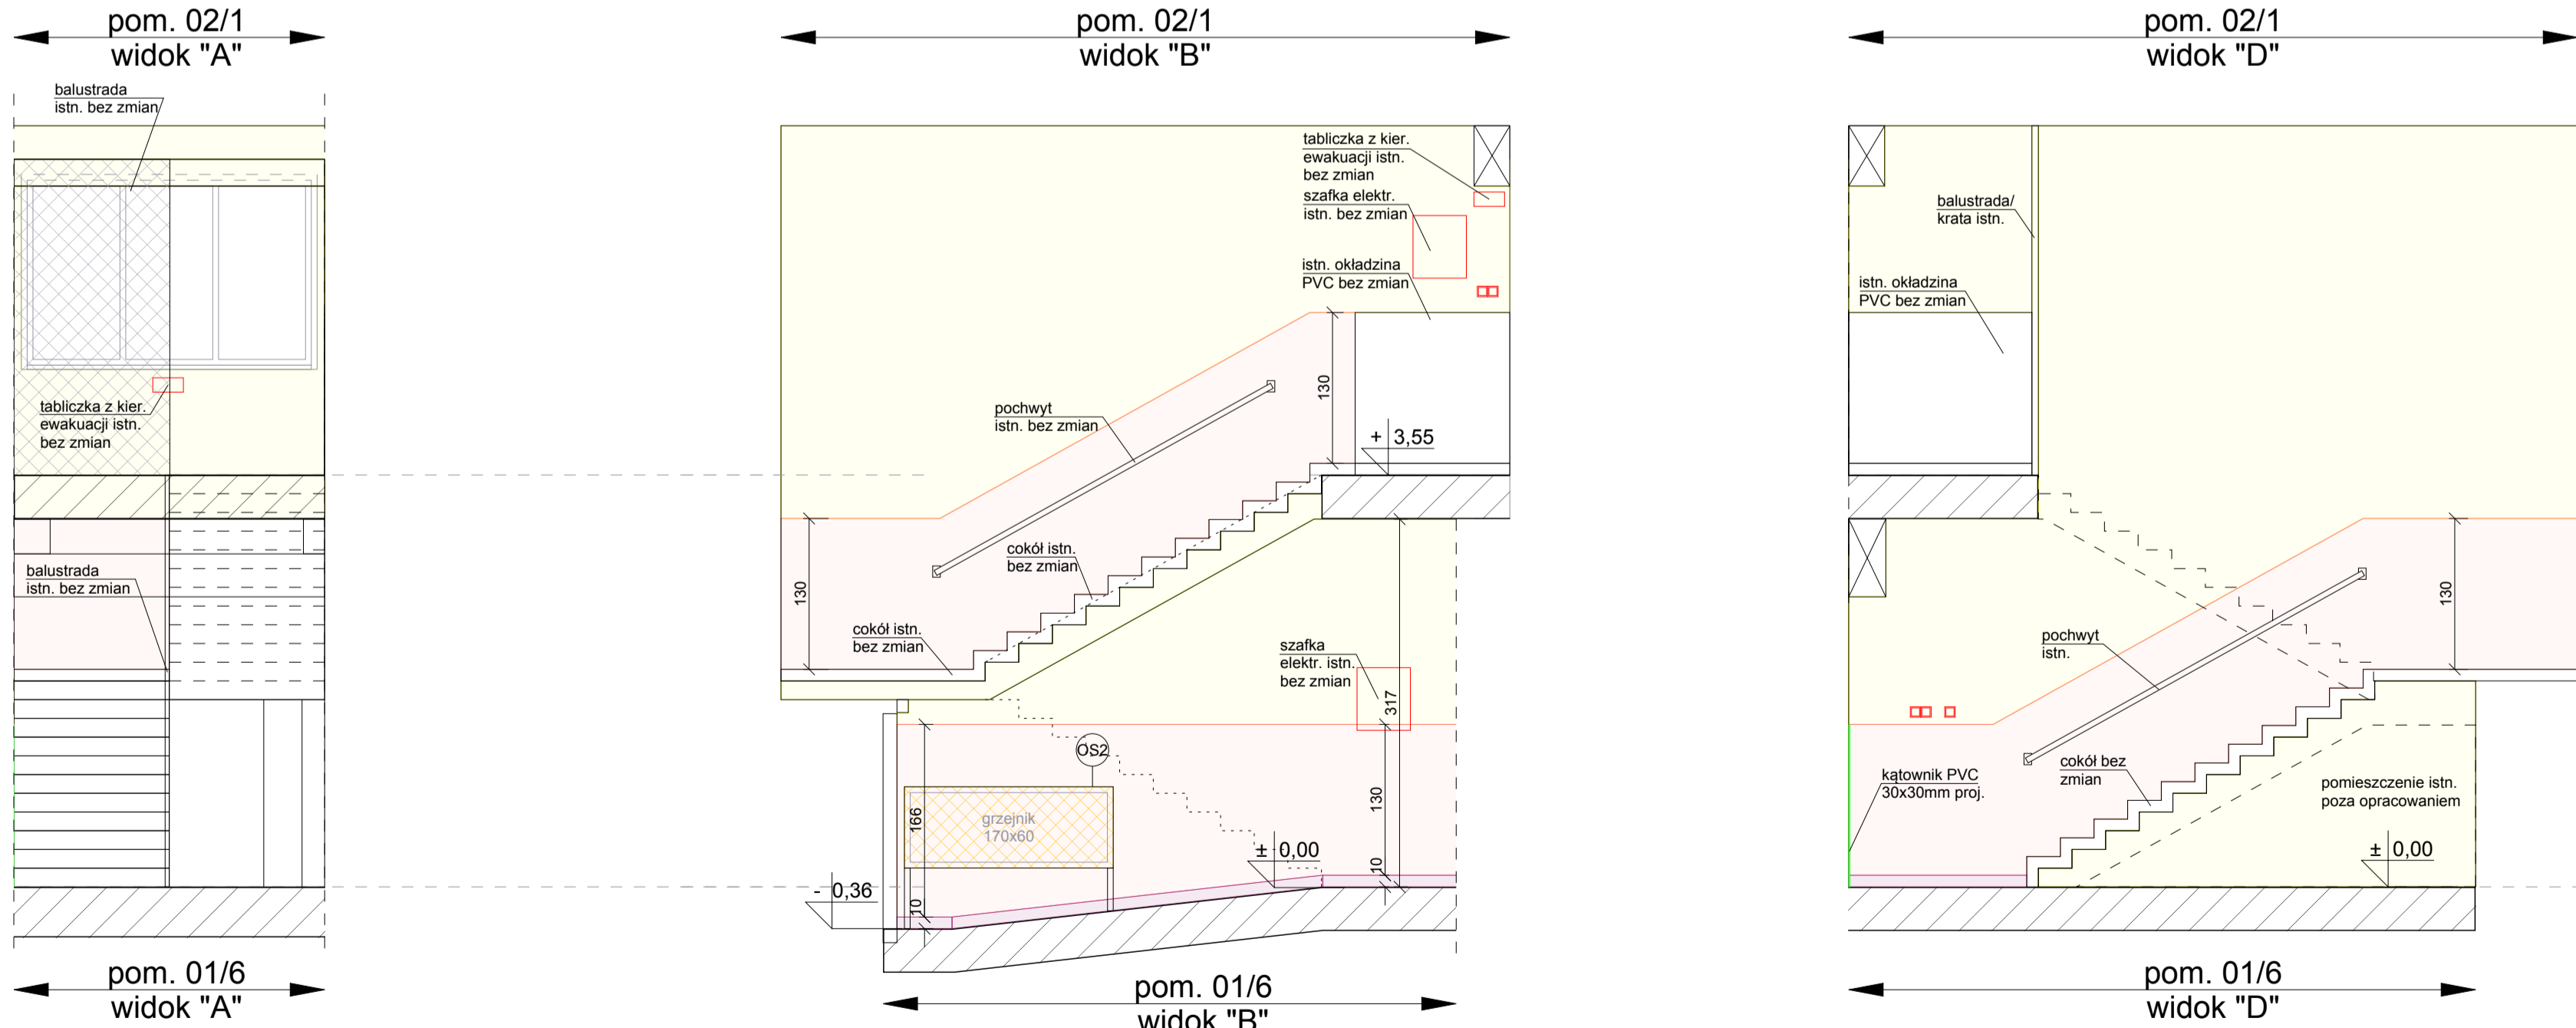 pom. 02/1
widok "A"
balustrada
istn. bez zmian
tabliczka z kier.
ewakuacji istn.
bez zmian
balustrada
istn. bez zmian
pom. 01/6
widok "A"
pom. 02/1
widok "B"
tabliczka z kier.
ewakuacji istn.
bez zmian
szafka elektr.
istn. bez zmian
istn. okładzina
PVC bez zmian
130
+ 3,55
pochwyt
istn. bez zmian
cokół istn.
bez zmian
130
cokół istn.
bez zmian
szafka
elektr. istn.
bez zmian
317
OS2
grzejnik
170x60
166
130
± 0,00
10
- 0,36
10
pom. 01/6
widok "B"
pom. 02/1
widok "D"
balustrada/
krata istn.
istn. okładzina
PVC bez zmian
130
pochwyt
istn.
cokół bez
zmian
kątownik PVC
30x30mm proj.
pomieszczenie istn.
poza opracowaniem
± 0,00
pom. 01/6
widok "D"